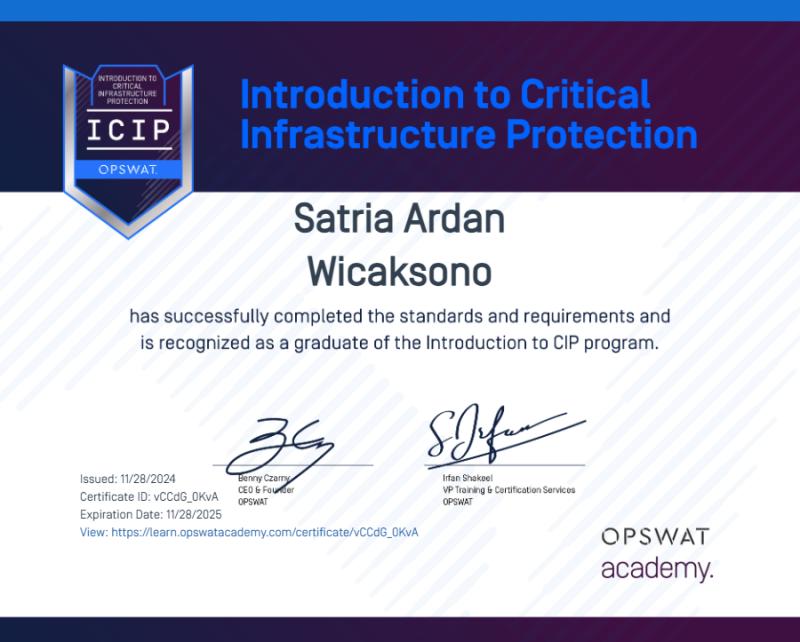 INTRODUCTION TO
CRITICAL
INFRASTRUCTURE
PROTECTION
ICIP
OPSWAT.
Introduction to Critical
Infrastructure Protection
Satria Ardan
Wicaksono
has successfully completed the standards and requirements and
is recognized as a graduate of the Introduction to CIP program.
Benny Czarny
CEO & Founder
OPSWAT
Irfan Shakeel
VP Training & Certification Services
OPSWAT
Issued: 11/28/2024
Certificate ID: vCCdG_0KvA
Expiration Date: 11/28/2025
View: https://learn.opswatacademy.com/certificate/vCCdG_0KvA
OPSWAT
academy.